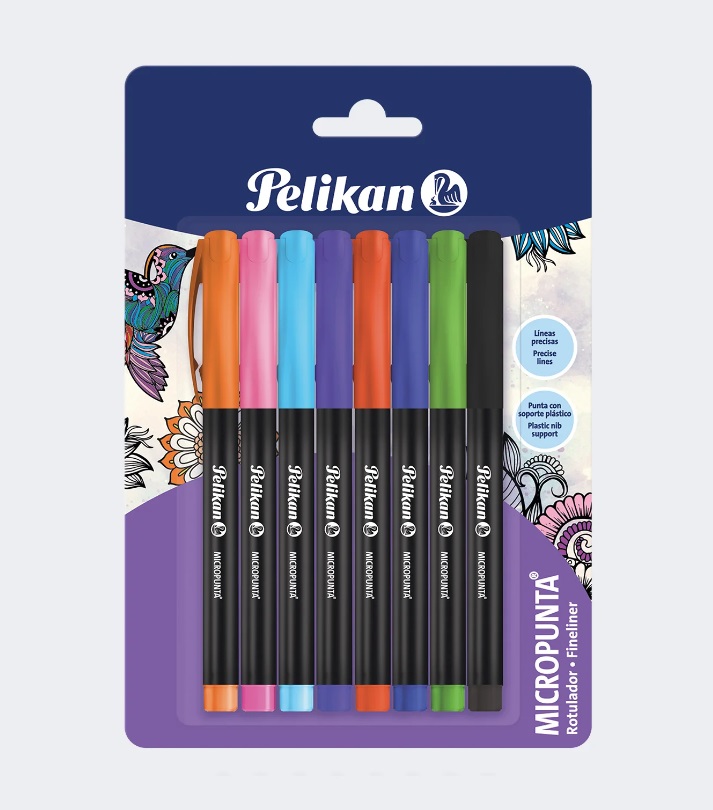 Pelikan
Líneas
precisas
Precise
lines
Punta con
soporte plástico
Plastic nib
support
Pelikan MICROPUNTA®
Pelikan MICROPUNTA®
Pelikan MICROPUNTA®
Pelikan MICROPUNTA®
Pelikan MICROPUNTA®
Pelikan MICROPUNTA®
Pelikan MICROPUNTA®
Pelikan MICROPUNTA®
MICROPUNTA®
Rotulador • Fineliner